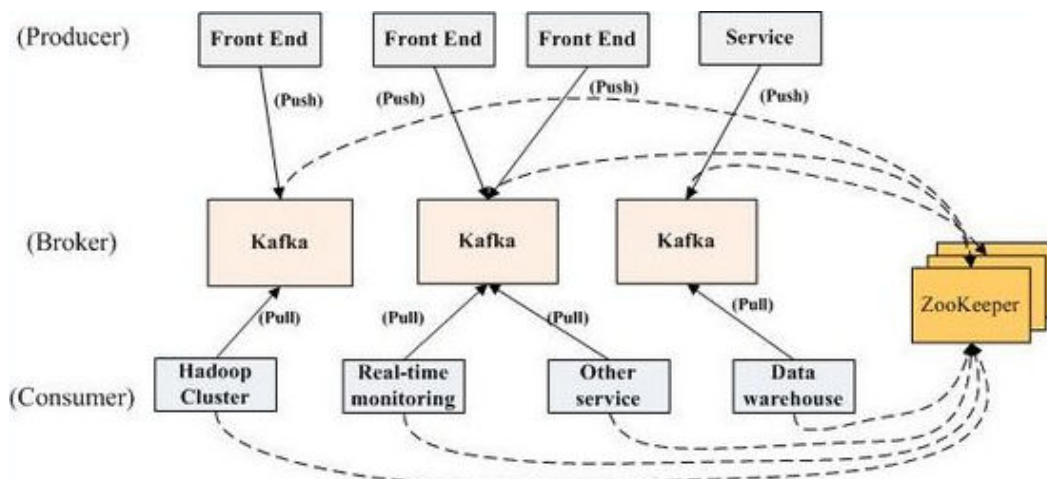 (Producer)
Front End
Front End
Front End
Service
(Push)
(Push)
(Push)
(Push)
(Broker)
Kafka
Kafka
Kafka
ZooKeeper
(Pull)
(Pull)
(Pull)
(Pull)
(Consumer)
Hadoop
Cluster
Real-time
monitoring
Other
service
Data
warehouse